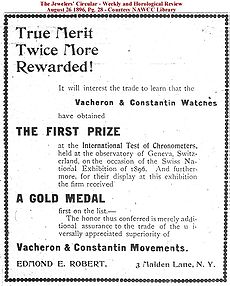 The Jewelers' Circular - Weekly and Horological Review
August 26 1896, Pg. 28 - Courtesy NAWCC Library
True Merit
Twice More
Rewarded!
It will interest the trade to learn that the
Vacheron & Constantin Watches
have obtained
THE FIRST PRIZE
at the International Test of Chronometers,
held at the observatory of Geneva, Switz-
erland, on the occasion of the Swiss Na-
tional Exhibition of 1896. And further-
more, for their display at this exhibition
the firm received
A GOLD MEDAL
first on the list.—
The honor thus conferred is merely addi-
tional assurance to the trade of the u i-
versally appreciated superiority of
Vacheron & Constantin Movements.
EDMOND E. ROBERT.
3 Maiden Lane, N. Y.